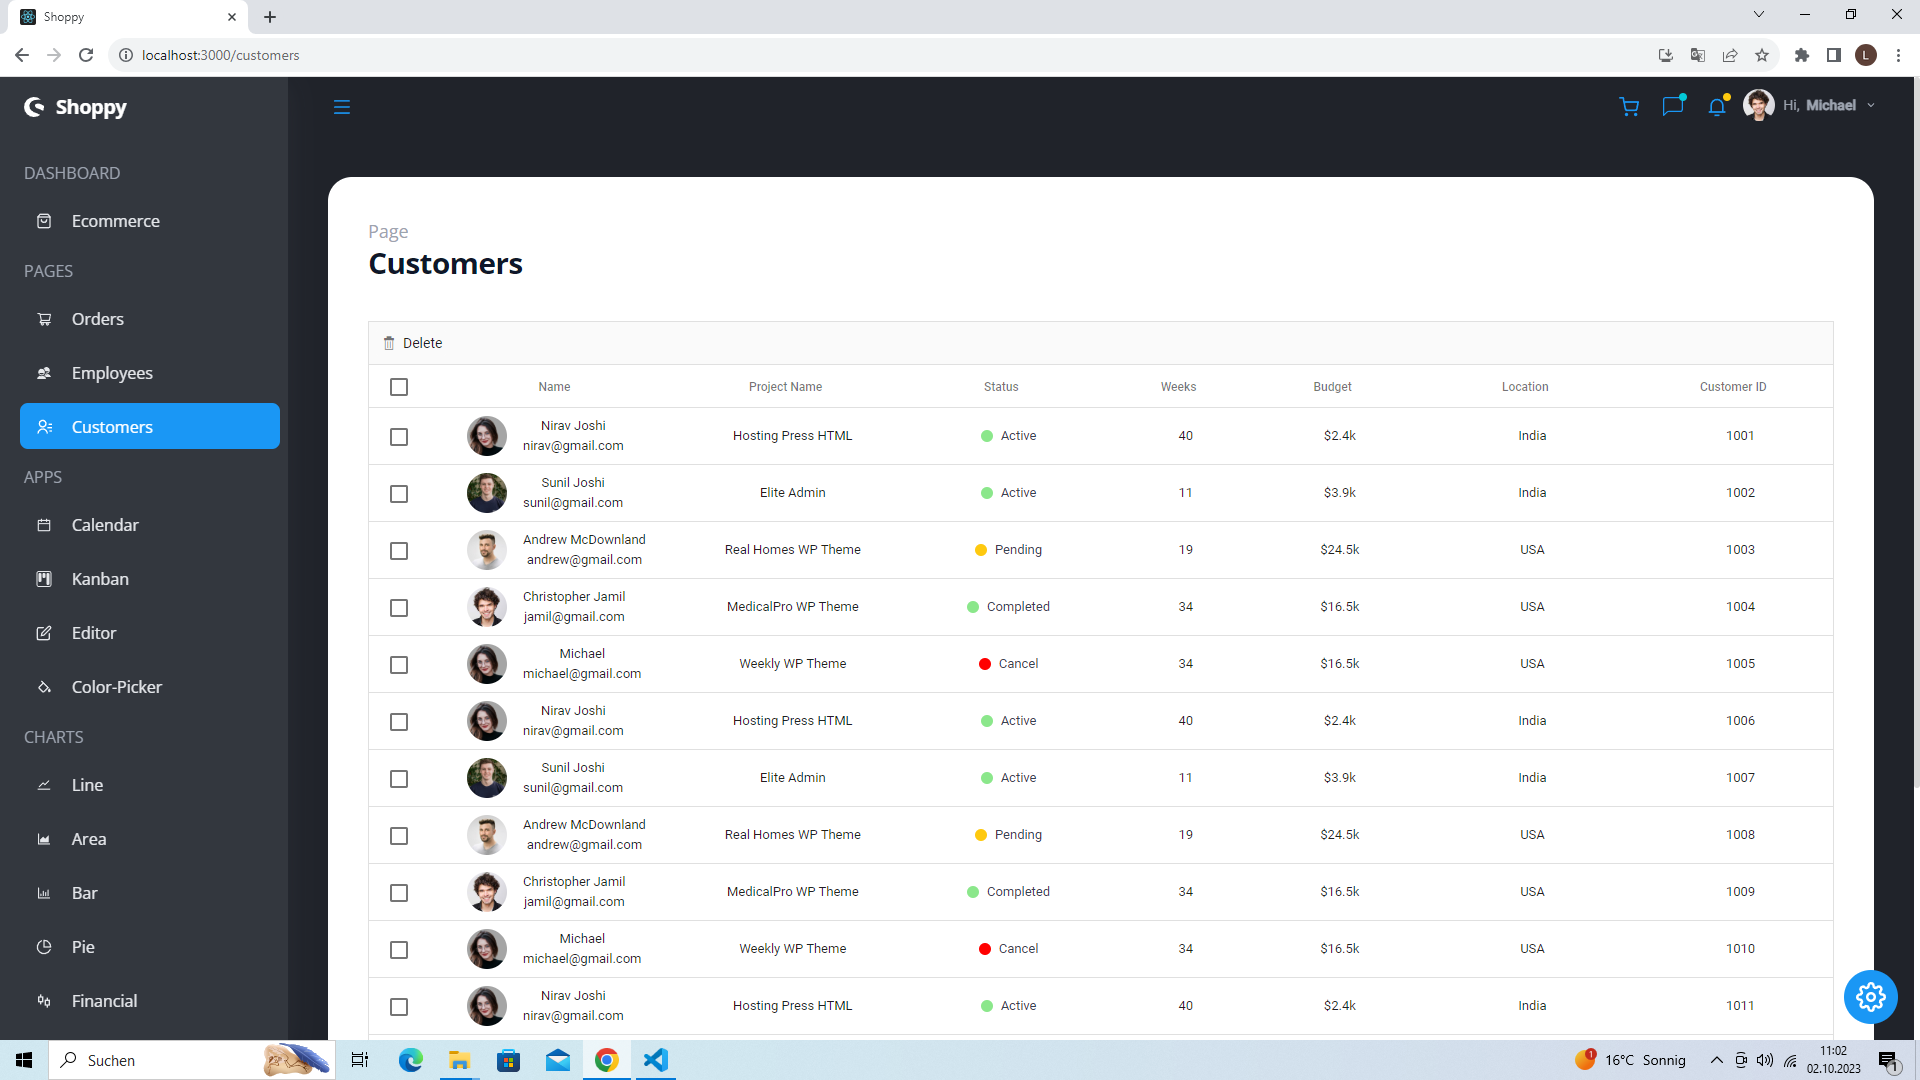 Shoppy
localhost:3000/customers
L
Shoppy
Hi, Michael
DASHBOARD
Ecommerce
PAGES
Orders
Employees
Customers
APPS
Calendar
Kanban
Editor
Color-Picker
CHARTS
Line
Area
Bar
Pie
Financial
Page
Customers
Delete
Name Project Name Status Weeks Budget Location Customer ID
Nirav Joshi
nirav@gmail.com Hosting Press HTML Active 40 $2.4k India 1001
Sunil Joshi
sunil@gmail.com Elite Admin Active 11 $3.9k India 1002
Andrew McDownland
andrew@gmail.com Real Homes WP Theme Pending 19 $24.5k USA 1003
Christopher Jamil
jamil@gmail.com MedicalPro WP Theme Completed 34 $16.5k USA 1004
Michael
michael@gmail.com Weekly WP Theme Cancel 34 $16.5k USA 1005
Nirav Joshi
nirav@gmail.com Hosting Press HTML Active 40 $2.4k India 1006
Sunil Joshi
sunil@gmail.com Elite Admin Active 11 $3.9k India 1007
Andrew McDownland
andrew@gmail.com Real Homes WP Theme Pending 19 $24.5k USA 1008
Christopher Jamil
jamil@gmail.com MedicalPro WP Theme Completed 34 $16.5k USA 1009
Michael
michael@gmail.com Weekly WP Theme Cancel 34 $16.5k USA 1010
Nirav Joshi
nirav@gmail.com Hosting Press HTML Active 40 $2.4k India 1011
Suchen
1
16°C Sonnig
11:02
02.10.2023
1